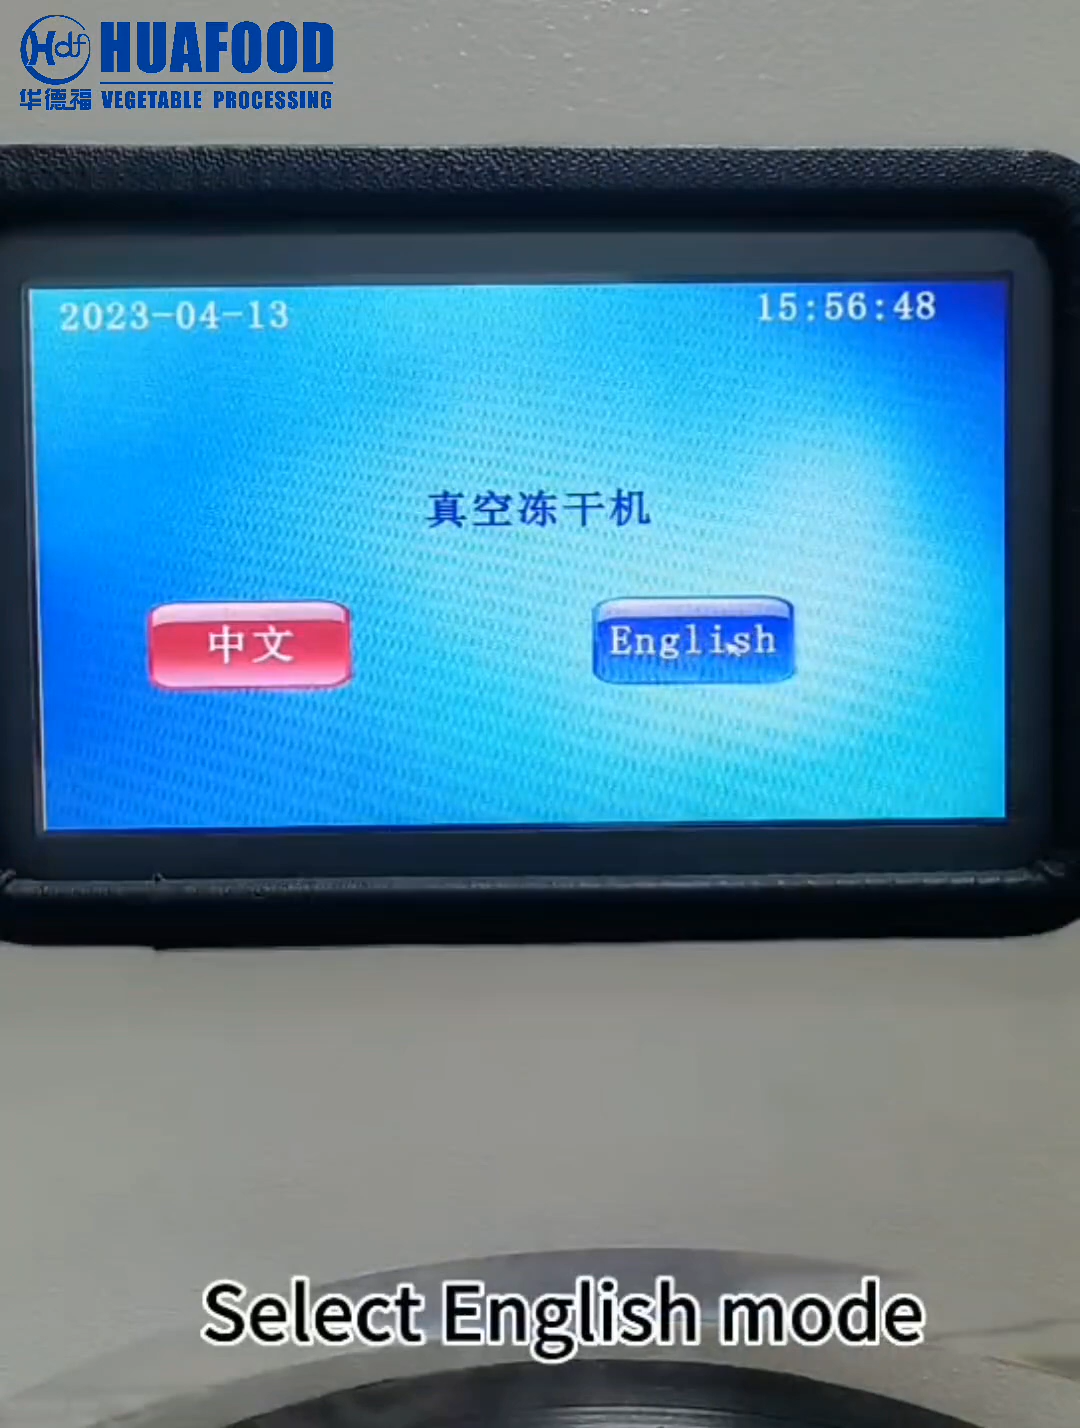 Hdf HUAFOOD
华德福 VEGETABLE PROCESSING
2023-04-13 15:56:48
真空冻干机
中文 English
Select English mode